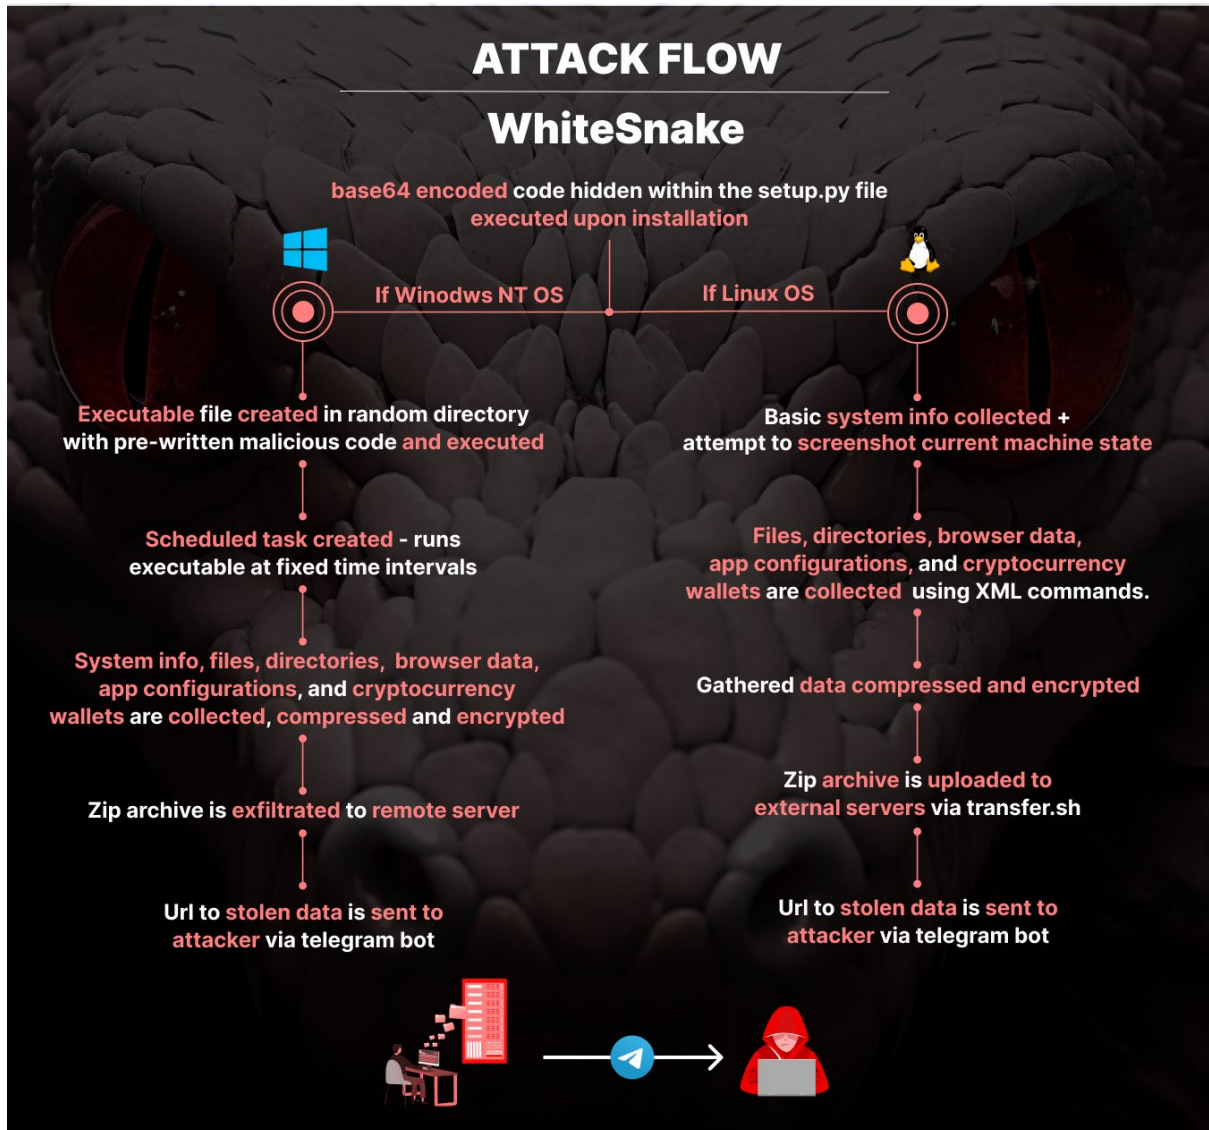 ATTACK FLOW
WhiteSnake
base64 encoded code hidden within the setup.py file
executed upon installation
If Winodws NT OS
If Linux OS
Executable file created in random directory
with pre-written malicious code and executed
Scheduled task created - runs
executable at fixed time intervals
System info, files, directories, browser data,
app configurations, and cryptocurrency
wallets are collected, compressed and encrypted
Zip archive is exfiltrated to remote server
Url to stolen data is sent to
attacker via telegram bot
Basic system info collected +
attempt to screenshot current machine state
Files, directories, browser data,
app configurations, and cryptocurrency
wallets are collected using XML commands.
Gathered data compressed and encrypted
Zip archive is uploaded to
external servers via transfer.sh
Url to stolen data is sent to
attacker via telegram bot